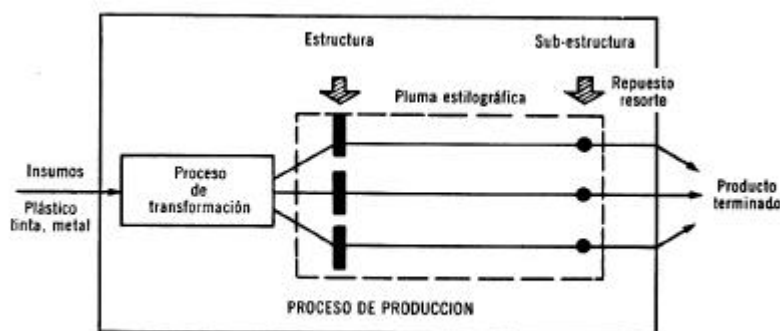 Estructura
Sub-estructura
Pluma estilográfica
Repuesto
resorte
Insumos
Plástico
tinta, metal
Proceso
de
transformación
Producto
terminado
PROCESO DE PRODUCCION